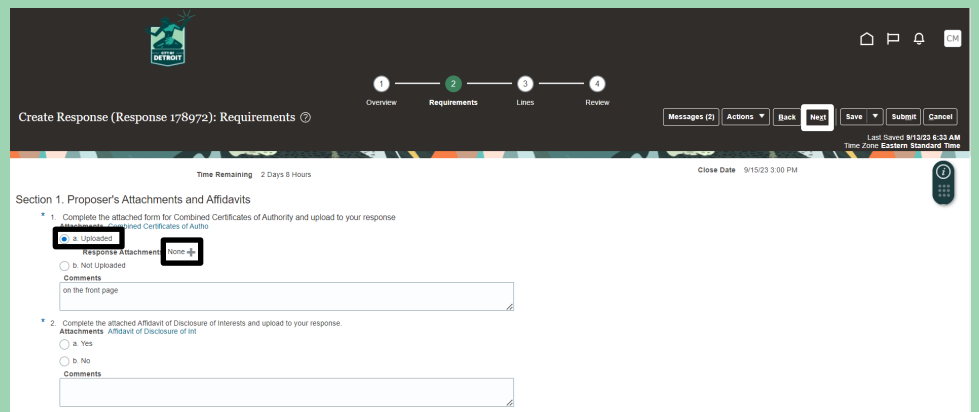 CITY OF
DETROIT
CM
1 2 3 4
Overview Requirements Lines Review
Create Response (Response 178972): Requirements ?
Messages (2) Actions Back Next Save Submit Cancel
Last Saved 9/13/23 6:33 AM
Time Zone Eastern Standard Time
Time Remaining 2 Days 8 Hours
Close Date 9/15/23 3:00 PM
Section 1. Proposer's Attachments and Affidavits
* 1. Complete the attached form for Combined Certificates of Authority and upload to your response
Attachments Combined Certificates of Autho
a. Uploaded
Response Attachments None
b. Not Uploaded
Comments
on the front page
* 2. Complete the attached Affidavit of Disclosure of Interests and upload to your response.
Attachments Affidavit of Disclosure of Int
a. Yes
b. No
Comments